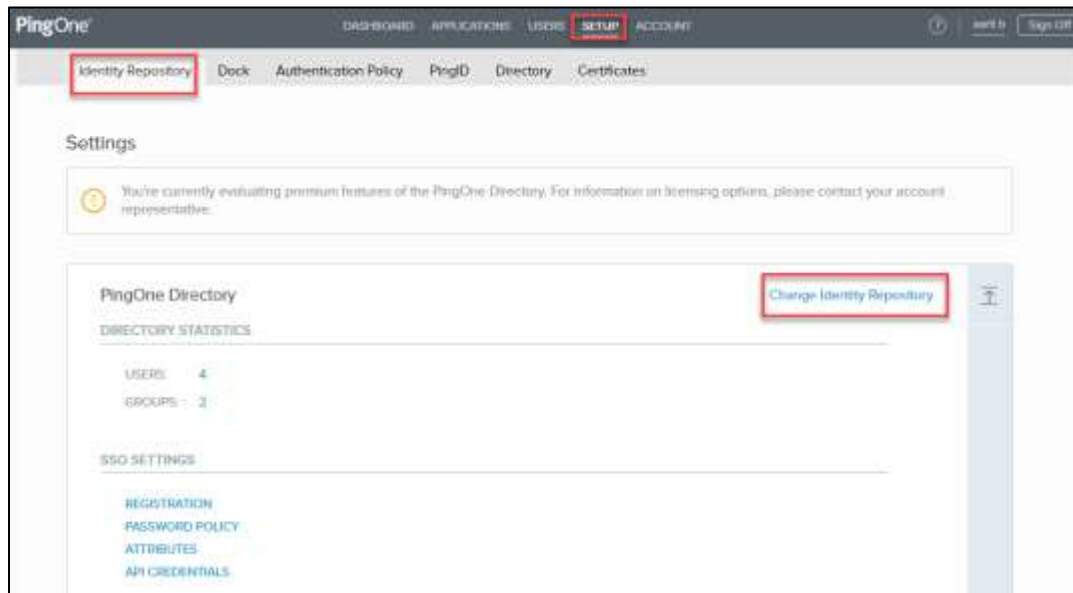 PingOne
DASHBOARD APPLICATIONS USERS SETUP ACCOUNT
Sign Off
Identity Repository Dock Authentication Policy PingID Directory Certificates
Settings
You're currently evaluating premium features of the PingOne Directory. For information on licensing options, please contact your account
representative.
PingOne Directory
Change Identity Repository
DIRECTORY STATISTICS
USERS: 4
GROUPS: 2
SSO SETTINGS
REGISTRATION
PASSWORD POLICY
ATTRIBUTES
API CREDENTIALS